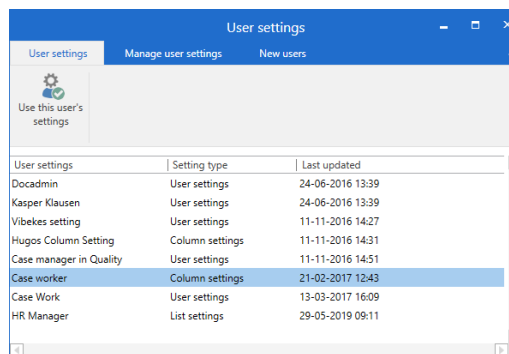 User settings
User settings Manage user settings New users
Use this user's
settings
User settings Setting type Last updated
Docadmin User settings 24-06-2016 13:39
Kasper Klausen User settings 24-06-2016 13:39
Vibekes setting User settings 11-11-2016 14:27
Hugos Column Setting Column settings 11-11-2016 14:31
Case manager in Quality User settings 11-11-2016 14:51
Case worker Column settings 21-02-2017 12:43
Case Work User settings 13-03-2017 16:09
HR Manager List settings 29-05-2019 09:11